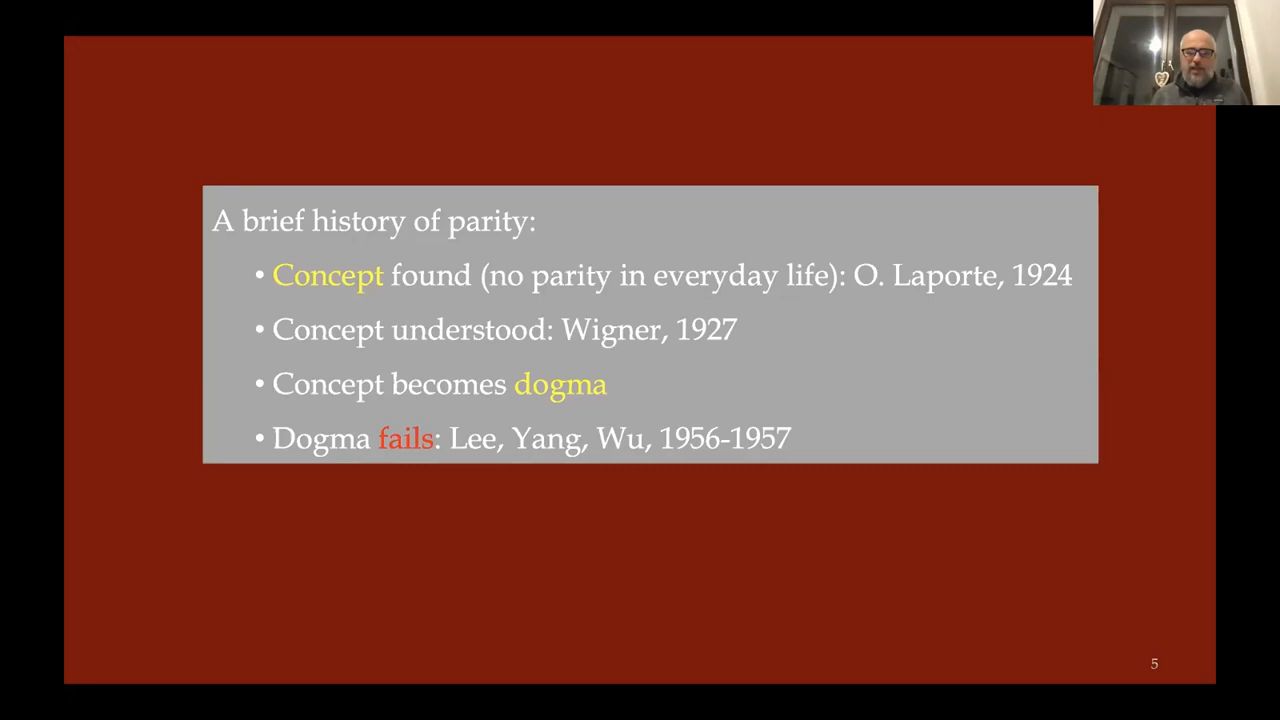 A brief history of parity:
• Concept found (no parity in everyday life): O. Laporte, 1924
• Concept understood: Wigner, 1927
• Concept becomes dogma
• Dogma fails: Lee, Yang, Wu, 1956-1957
5